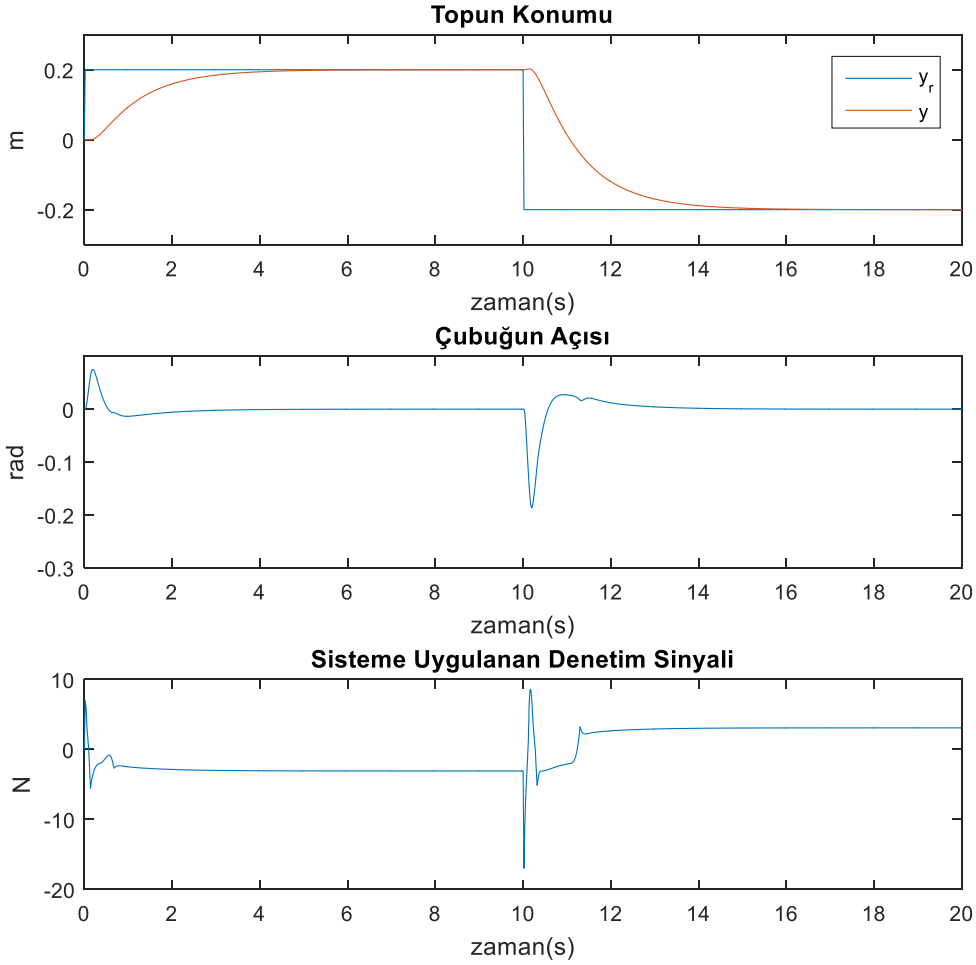 Topun Konumu
0.2
0
-0.2
m
y_r
y
0 2 4 6 8 10 12 14 16 18 20
zaman(s)
Çubuğun Açısı
0
-0.1
-0.2
-0.3
rad
0 2 4 6 8 10 12 14 16 18 20
zaman(s)
Sisteme Uygulanan Denetim Sinyali
10
0
-10
-20
N
0 2 4 6 8 10 12 14 16 18 20
zaman(s)